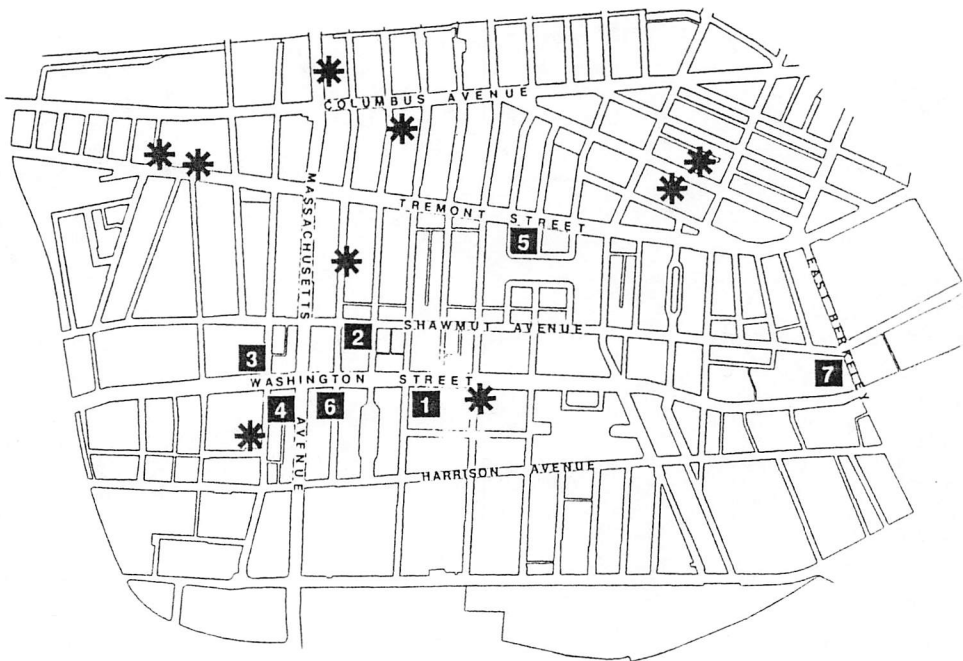 COLUMBUS AVENUE
MASSACHUSETTS
TREMONT STREET
5
EAST BERKELEY
SHAWMUT AVENUE
2
3
7
WASHINGTON STREET
4
6
1
AVENUE
HARRISON AVENUE